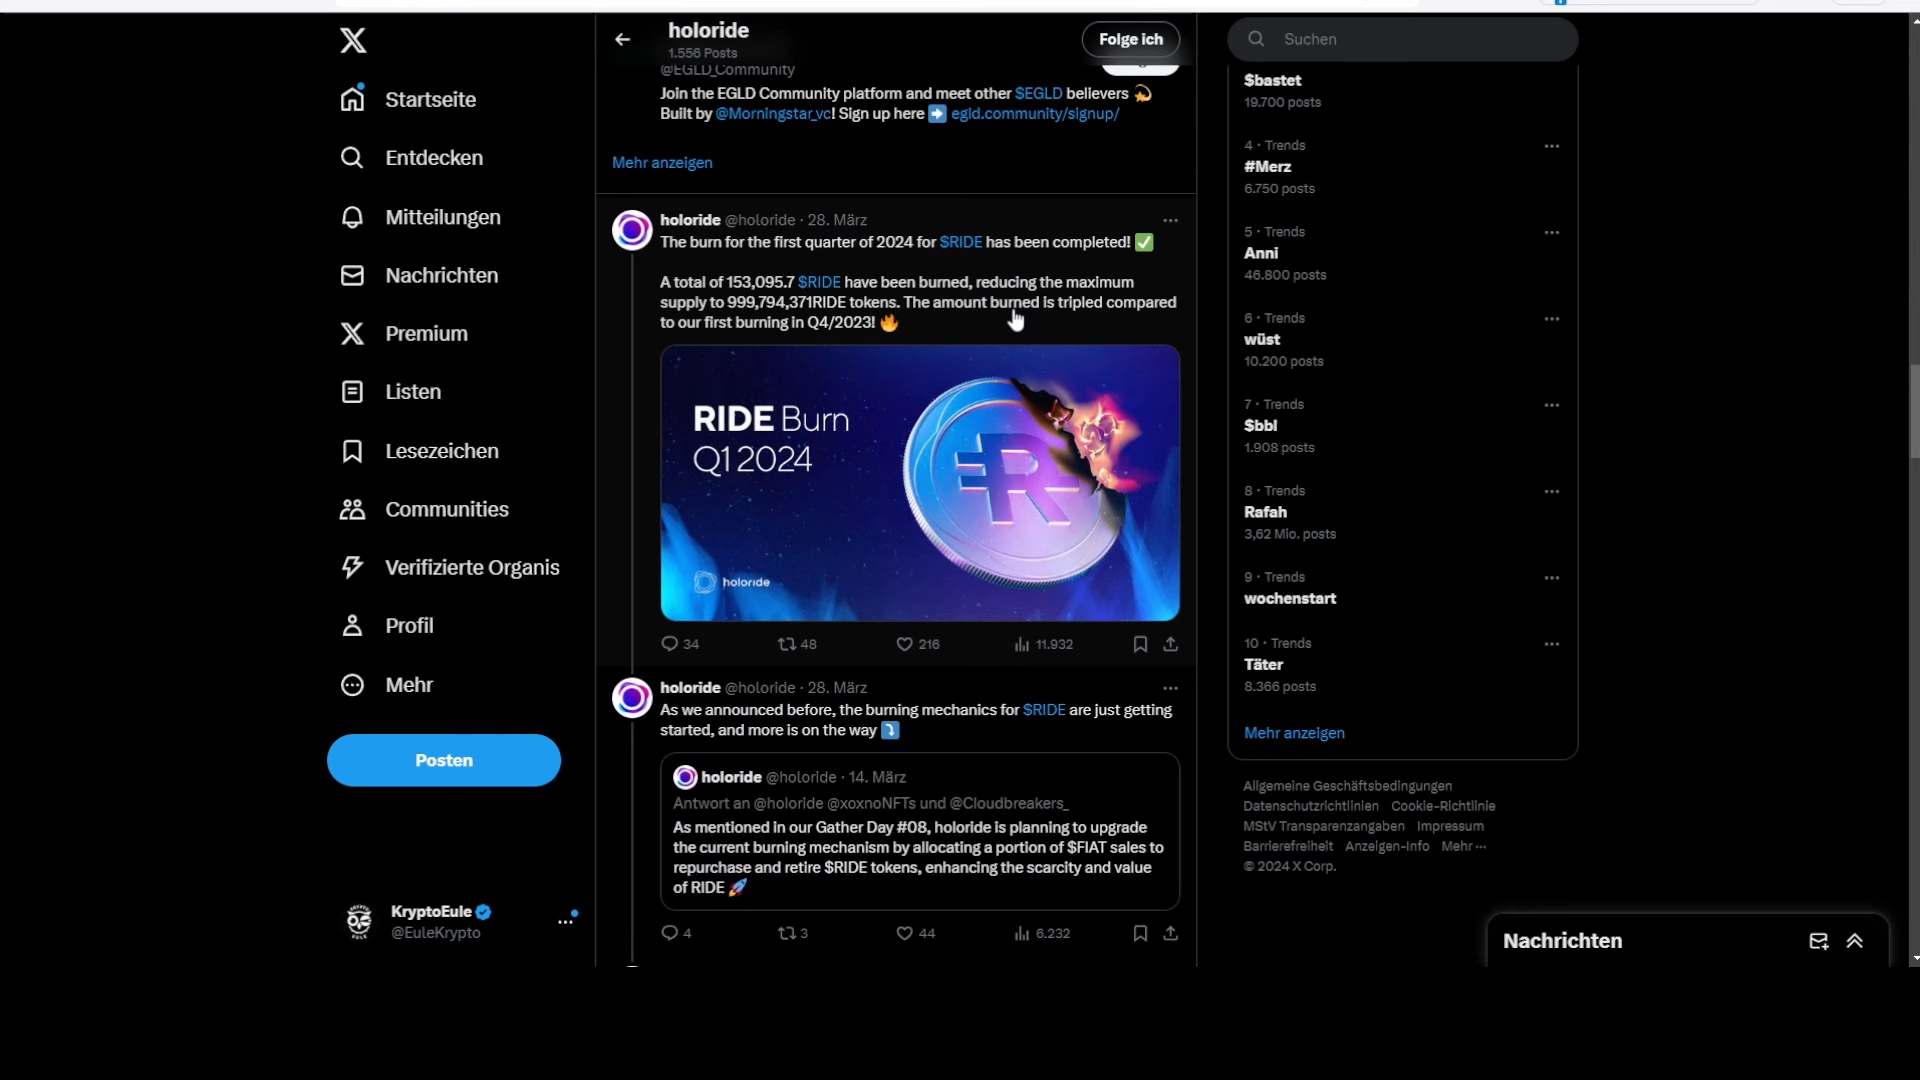 Startseite
Entdecken
Mitteilungen
Nachrichten
Premium
Listen
Lesezeichen
Communities
Verifizierte Organis
Profil
Mehr
Posten
KryptoEule
@EuleKrypto
holoride
1.556 Posts
Folge ich
@EGLD_Community
Join the EGLD Community platform and meet other $EGLD believers 💫
Built by @Morningstar_vc! Sign up here ➡️ egld.community/signup/
Mehr anzeigen
holoride @holoride · 28. März
The burn for the first quarter of 2024 for $RIDE has been completed! ✅
A total of 153,095.7 $RIDE have been burned, reducing the maximum
supply to 999,794,371RIDE tokens. The amount burned is tripled compared
to our first burning in Q4/2023! 🔥
RIDE Burn
Q1 2024
holoride
34 48 216 11.932
holoride @holoride · 28. März
As we announced before, the burning mechanics for $RIDE are just getting
started, and more is on the way ⤵️
holoride @holoride · 14. März
Antwort an @holoride @xoxnoNFTs und @Cloudbreakers_
As mentioned in our Gather Day #08, holoride is planning to upgrade
the current burning mechanism by allocating a portion of $FIAT sales to
repurchase and retire $RIDE tokens, enhancing the scarcity and value
of RIDE 🚀
4 3 44 6.232
Suchen
$bastet
19.700 posts
4 · Trends
#Merz
6.750 posts
5 · Trends
Anni
46.800 posts
6 · Trends
wüst
10.200 posts
7 · Trends
$bbl
1.908 posts
8 · Trends
Rafah
3,62 Mio. posts
9 · Trends
wochenstart
10 · Trends
Täter
8.366 posts
Mehr anzeigen
Allgemeine Geschäftsbedingungen
Datenschutzrichtlinien Cookie-Richtlinie
MStV Transparenzangaben Impressum
Barrierefreiheit Anzeigen-Info Mehr ···
© 2024 X Corp.
Nachrichten